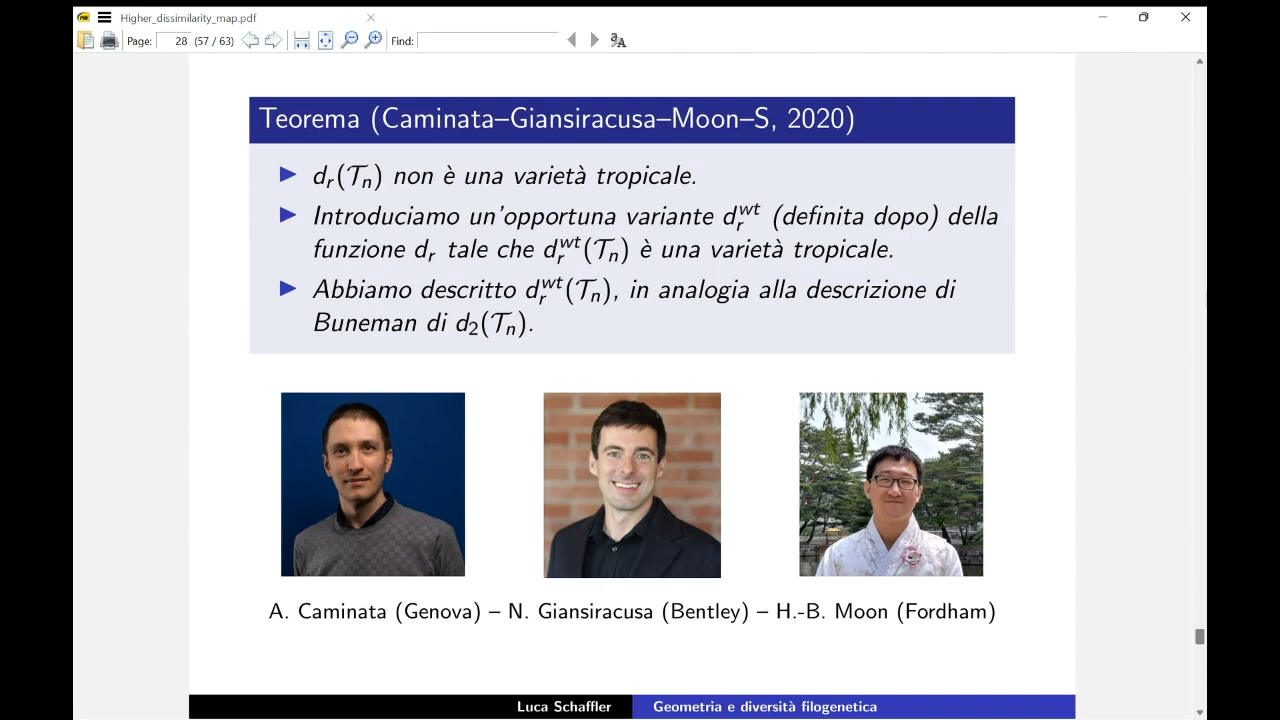 Higher_dissimilarity_map.pdf
Page: 28 (57 / 63) Find:
Teorema (Caminata–Giansiracusa–Moon–S, 2020)
▶ d_r(𝒯_n) non è una varietà tropicale.
▶ Introduciamo un'opportuna variante d_r^{wt} (definita dopo) della
funzione d_r tale che d_r^{wt}(𝒯_n) è una varietà tropicale.
▶ Abbiamo descritto d_r^{wt}(𝒯_n), in analogia alla descrizione di
Buneman di d_2(𝒯_n).
A. Caminata (Genova) – N. Giansiracusa (Bentley) – H.-B. Moon (Fordham)
Luca Schaffler Geometria e diversità filogenetica